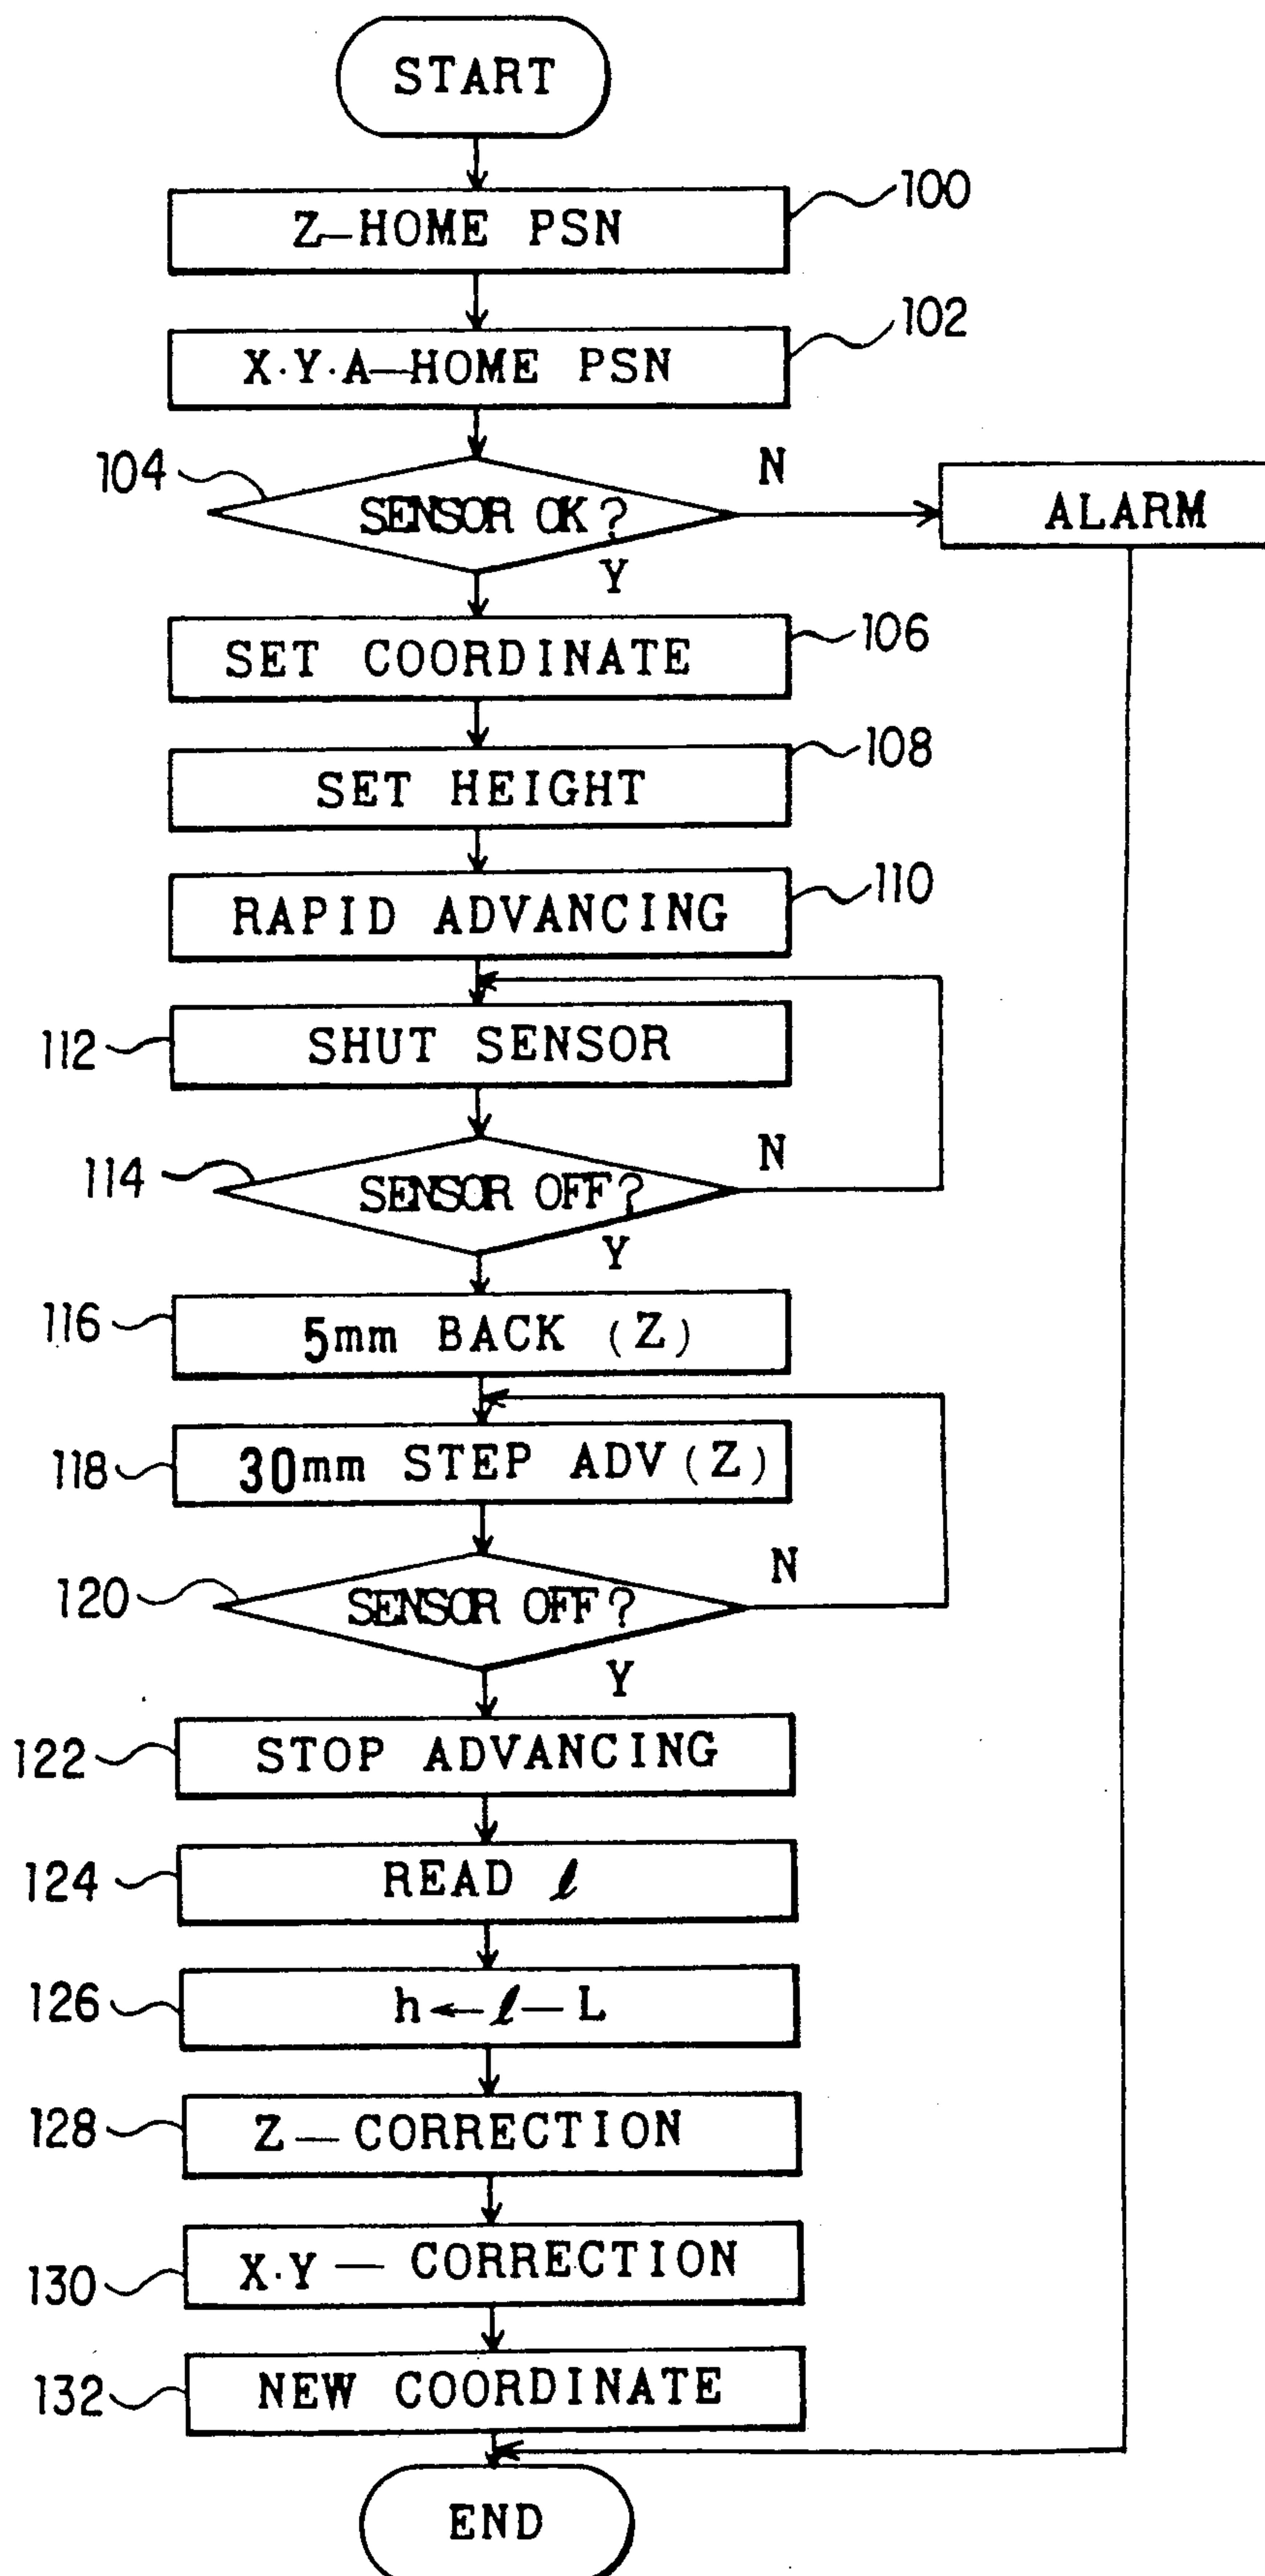 START
Z—HOME PSN
100
X·Y·A—HOME PSN
102
104
SENSOR OK?
N
ALARM
Y
SET COORDINATE
106
SET HEIGHT
108
RAPID ADVANCING
110
112
SHUT SENSOR
114
SENSOR OFF?
N
Y
116
5mm BACK (Z)
118
30mm STEP ADV (Z)
120
SENSOR OFF?
N
Y
122
STOP ADVANCING
124
READ ℓ
126
h←ℓ—L
128
Z—CORRECTION
130
X·Y—CORRECTION
132
NEW COORDINATE
END